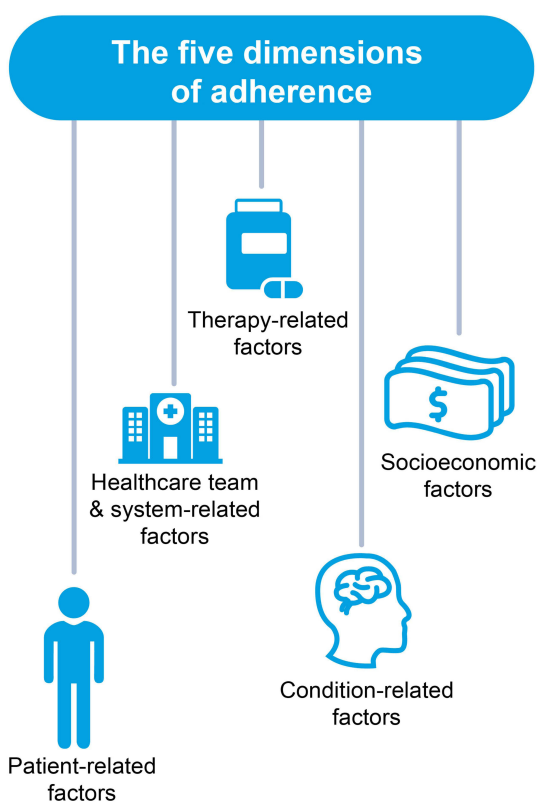 The five dimensions
of adherence
Therapy-related
factors
$
Socioeconomic
factors
Healthcare team
& system-related
factors
Condition-related
factors
Patient-related
factors